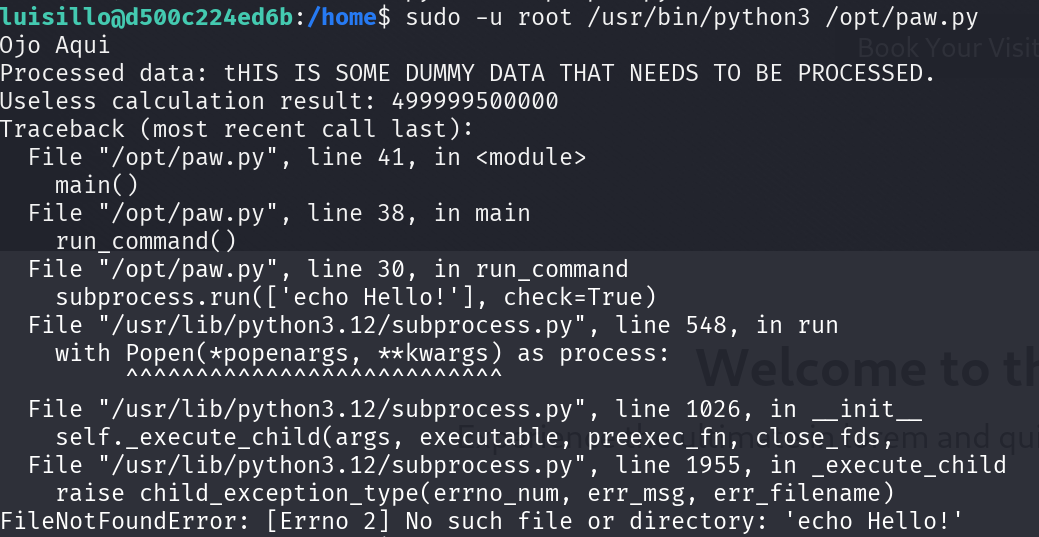 luisillo@d500c224ed6b:/home$ sudo -u root /usr/bin/python3 /opt/paw.py
Ojo Aqui
Book Your Visit
Processed data: tHIS IS SOME DUMMY DATA THAT NEEDS TO BE PROCESSED.
Useless calculation result: 499999500000
Traceback (most recent call last):
  File "/opt/paw.py", line 41, in <module>
    main()
  File "/opt/paw.py", line 38, in main
    run_command()
  File "/opt/paw.py", line 30, in run_command
    subprocess.run(['echo Hello!'], check=True)
  File "/usr/lib/python3.12/subprocess.py", line 548, in run
    with Popen(*popenargs, **kwargs) as process:
         ^^^^^^^^^^^^^^^^^^^^^^^^^^^
Welcome to th
  File "/usr/lib/python3.12/subprocess.py", line 1026, in __init__
    self._execute_child(args, executable, preexec_fn, close_fds,
  File "/usr/lib/python3.12/subprocess.py", line 1955, in _execute_child
    raise child_exception_type(errno_num, err_msg, err_filename)
FileNotFoundError: [Errno 2] No such file or directory: 'echo Hello!'